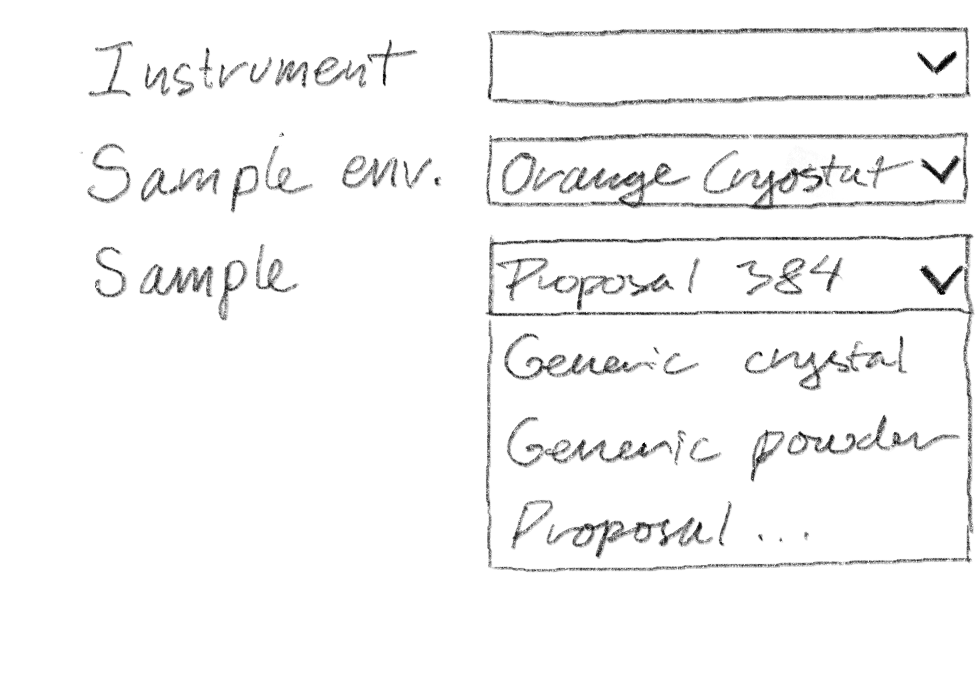 Instrument
Sample env. Orange Cryostat
Sample Proposal 384
Generic crystal
Generic powder
Proposal ...